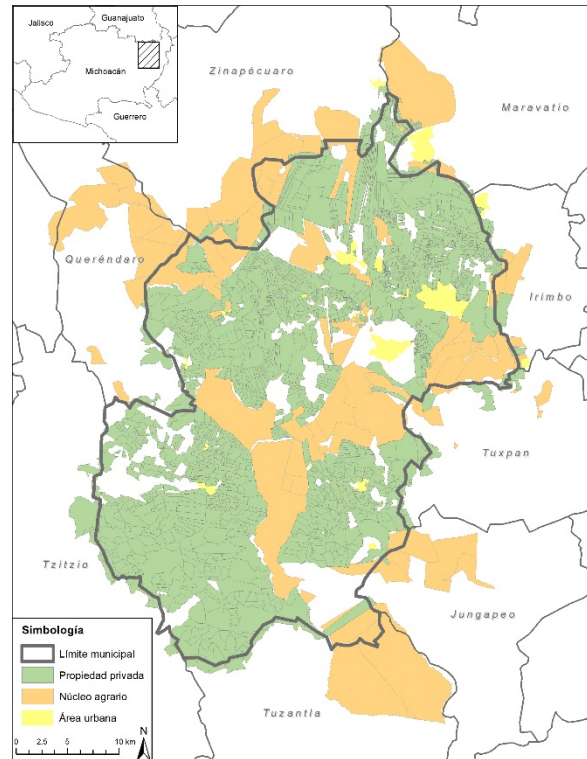 Jalisco
Guanajuato
Michoacán
Guerrero
Zinapécuaro
Maravatío
Queréndaro
Irimbo
Tuxpan
Tzitzio
Jungapeo
Tuzantla
Simbología
Límite municipal
Propiedad privada
Núcleo agrario
Área urbana
N
0 2.5 5 10 km